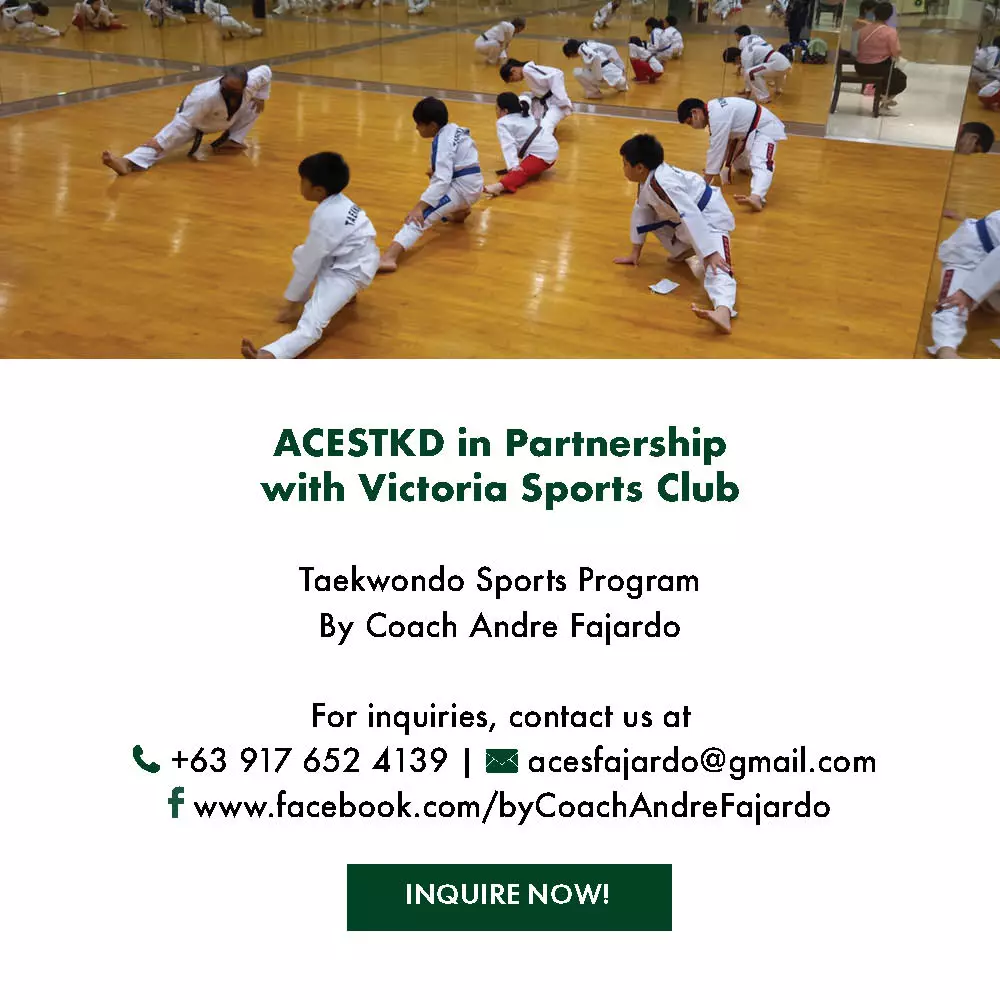 ACESTKD in Partnership
with Victoria Sports Club
Taekwondo Sports Program
By Coach Andre Fajardo
For inquiries, contact us at
+63 917 652 4139 | acesfajardo@gmail.com
www.facebook.com/byCoachAndreFajardo
INQUIRE NOW!